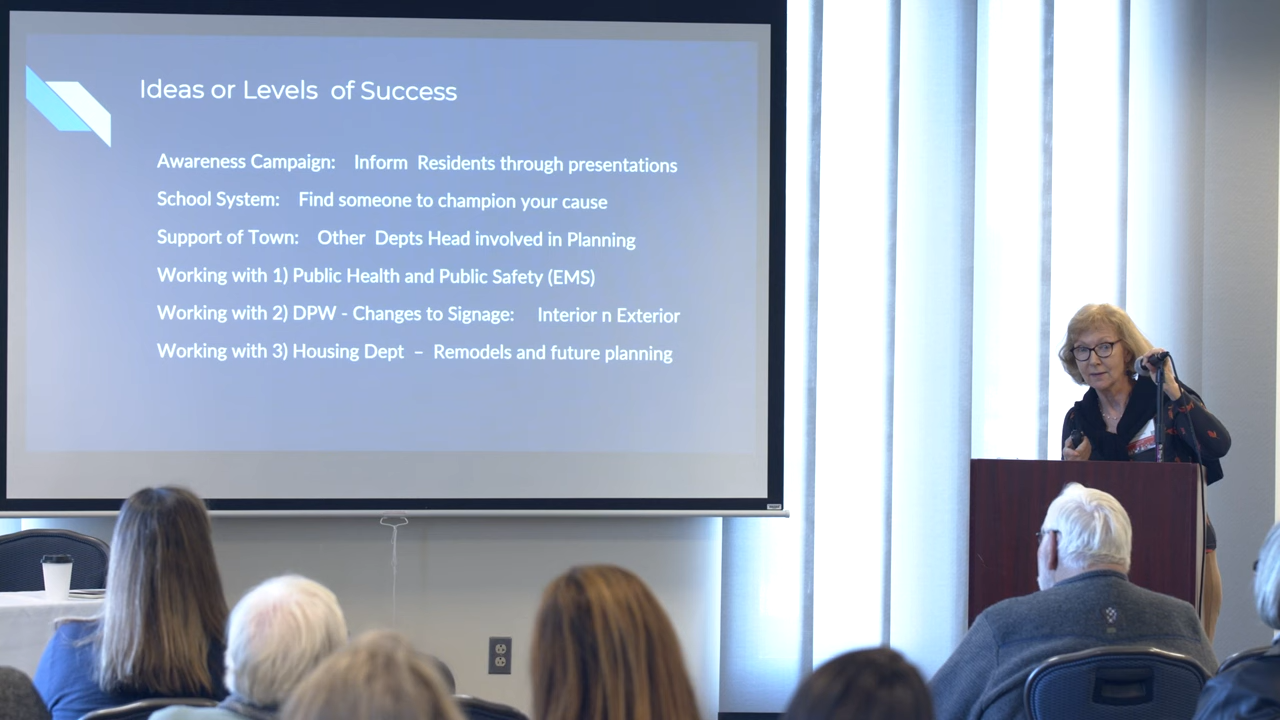 Ideas or Levels of Success
Awareness Campaign: Inform Residents through presentations
School System: Find someone to champion your cause
Support of Town: Other Depts Head involved in Planning
Working with 1) Public Health and Public Safety (EMS)
Working with 2) DPW - Changes to Signage: Interior n Exterior
Working with 3) Housing Dept – Remodels and future planning